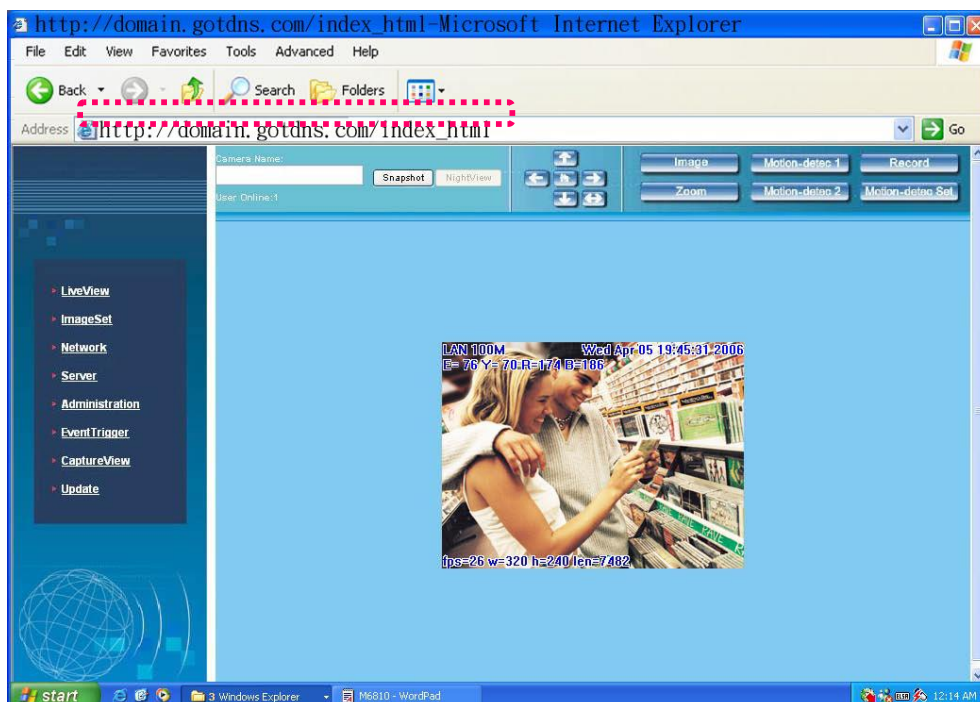 http://domain.gotdns.com/index_html-Microsoft Internet Explorer
File Edit View Favorites Tools Advanced Help
Back Search Folders
Address http://domain.gotdns.com/index_html Go
Camera Name:
Snapshot NightView
User Online:1
h
Image Motion-detec 1 Record
Zoom Motion-detec 2 Motion-detec Set
LiveView
ImageSet
Network
Server
Administration
EventTrigger
CaptureView
Update
LAN 100M Wed Apr 05 19:45:31 2006
E= 76 Y= 70 R=174 B=186
RAVE RAVE
fps=26 w=320 h=240 len=7482
start 3 Windows Explorer M6810 - WordPad 12:14 AM